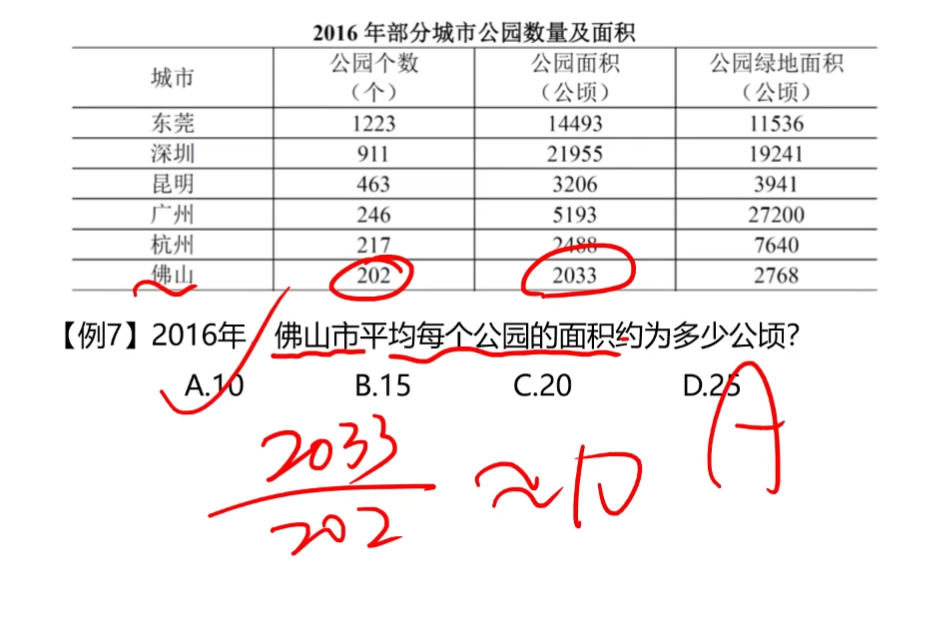 2016 年部分城市公园数量及面积
城市 公园个数（个） 公园面积（公顷） 公园绿地面积（公顷）
东莞 1223 14493 11536
深圳 911 21955 19241
昆明 463 3206 3941
广州 246 5193 27200
杭州 217 2488 7640
佛山 202 2033 2768
【例7】2016年 佛山市平均每个公园的面积约为多少公顷？
A.10 B.15 C.20 D.25
A
2033
202
≈10